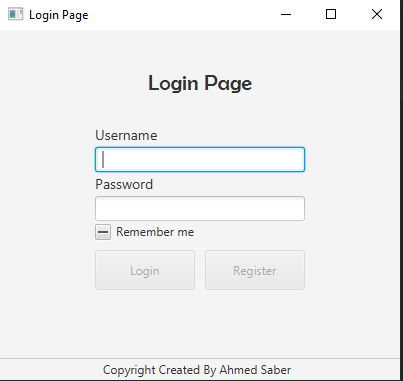 Login Page
Login Page
Username
Password
Remember me
Login Register
Copyright Created By Ahmed Saber